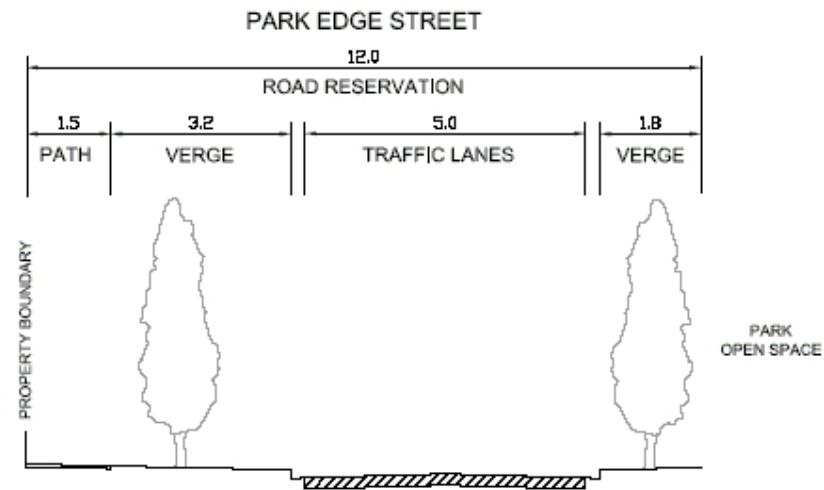 PARK EDGE STREET
12.0
ROAD RESERVATION
1.5
3.2
5.0
1.8
PATH
VERGE
TRAFFIC LANES
VERGE
PROPERTY BOUNDARY
PARK
OPEN SPACE